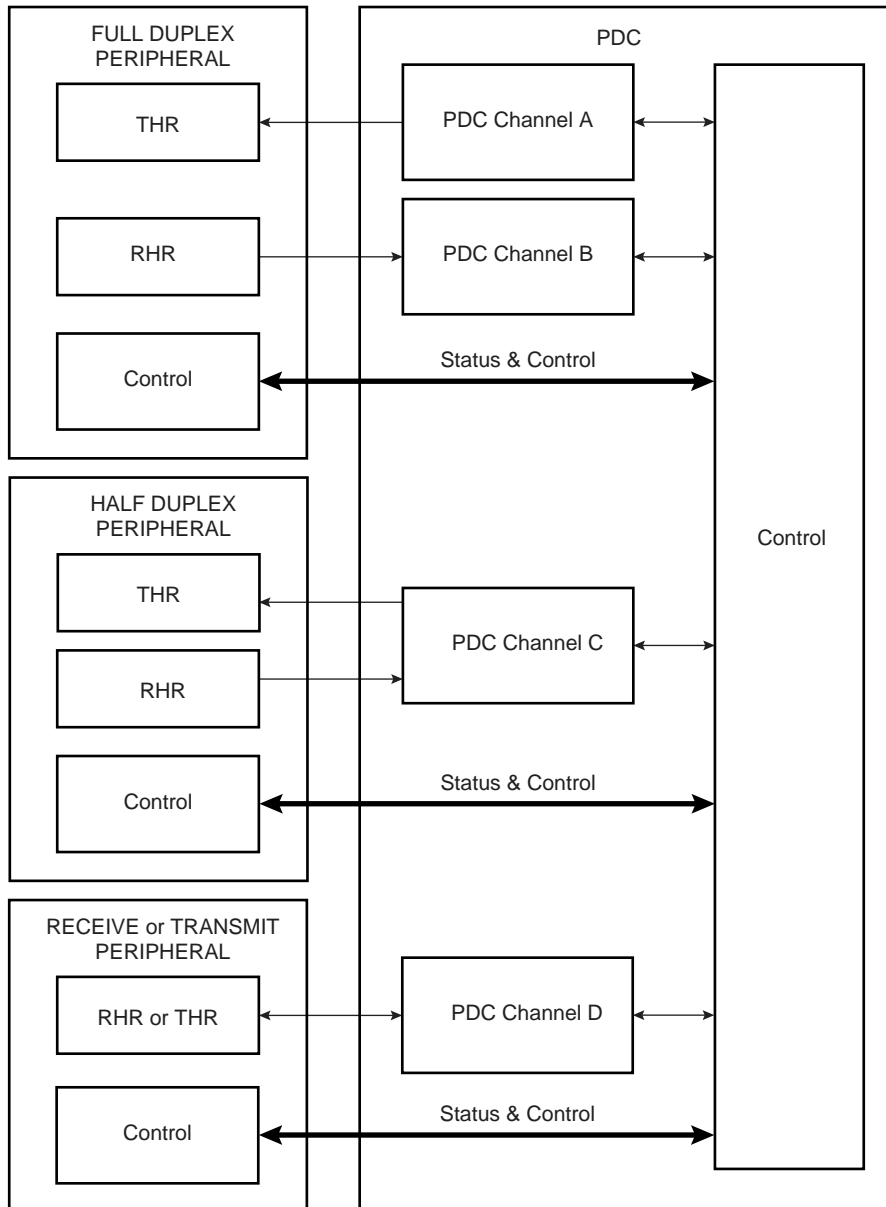 FULL DUPLEX
PERIPHERAL
THR
RHR
Control
PDC
PDC Channel A
PDC Channel B
Status & Control
HALF DUPLEX
PERIPHERAL
THR
RHR
Control
PDC Channel C
Status & Control
Control
RECEIVE or TRANSMIT
PERIPHERAL
RHR or THR
Control
PDC Channel D
Status & Control